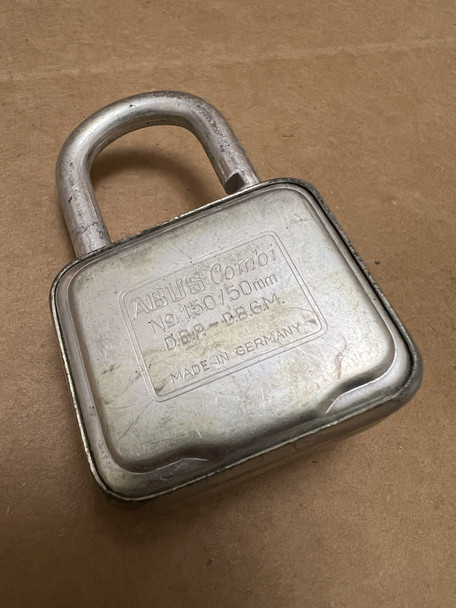 ABUS Combi
No. 150/50mm
D.B.P. - D.B.G.M.
MADE IN GERMANY